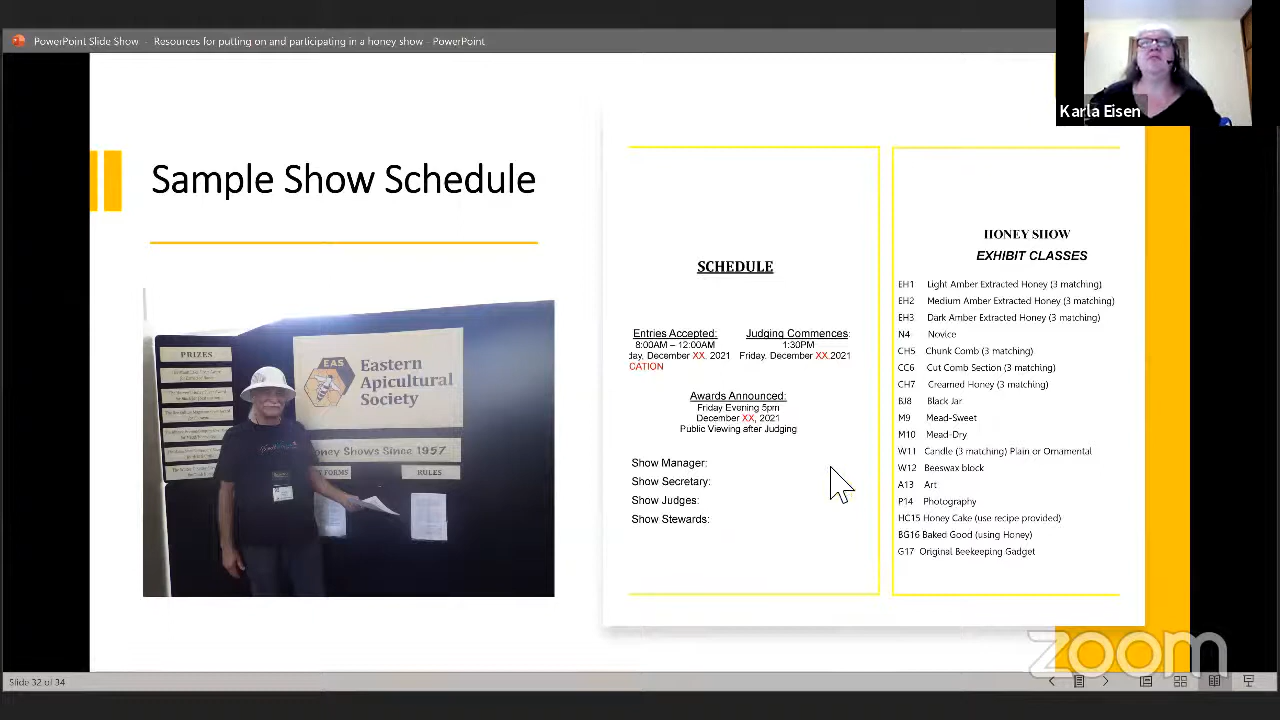 PowerPoint Slide Show - Resources for putting on and participating in a honey show - PowerPoint
Karla Eisen
Sample Show Schedule
PRIZES
EAS
Eastern
Apicultural
Society
ney Shows Since 1957
FORMS
RULES
SCHEDULE
Entries Accepted:
8:00AM – 12:00AM
day. December XX. 2021
CATION
Judging Commences:
1:30PM
Friday. December XX.2021
Awards Announced:
Friday Evening 5pm
December XX, 2021
Public Viewing after Judging
Show Manager:
Show Secretary:
Show Judges:
Show Stewards:
HONEY SHOW
EXHIBIT CLASSES
EH1 Light Amber Extracted Honey (3 matching)
EH2 Medium Amber Extracted Honey (3 matching)
EH3 Dark Amber Extracted Honey (3 matching)
N4 Novice
CH5 Chunk Comb (3 matching)
CC6 Cut Comb Section (3 matching)
CH7 Creamed Honey (3 matching)
BJ8 Black Jar
M9 Mead-Sweet
M10 Mead-Dry
W11 Candle (3 matching) Plain or Ornamental
W12 Beeswax block
A13 Art
P14 Photography
HC15 Honey Cake (use recipe provided)
BG16 Baked Good (using Honey)
G17 Original Beekeeping Gadget
zoom
Slide 32 of 34